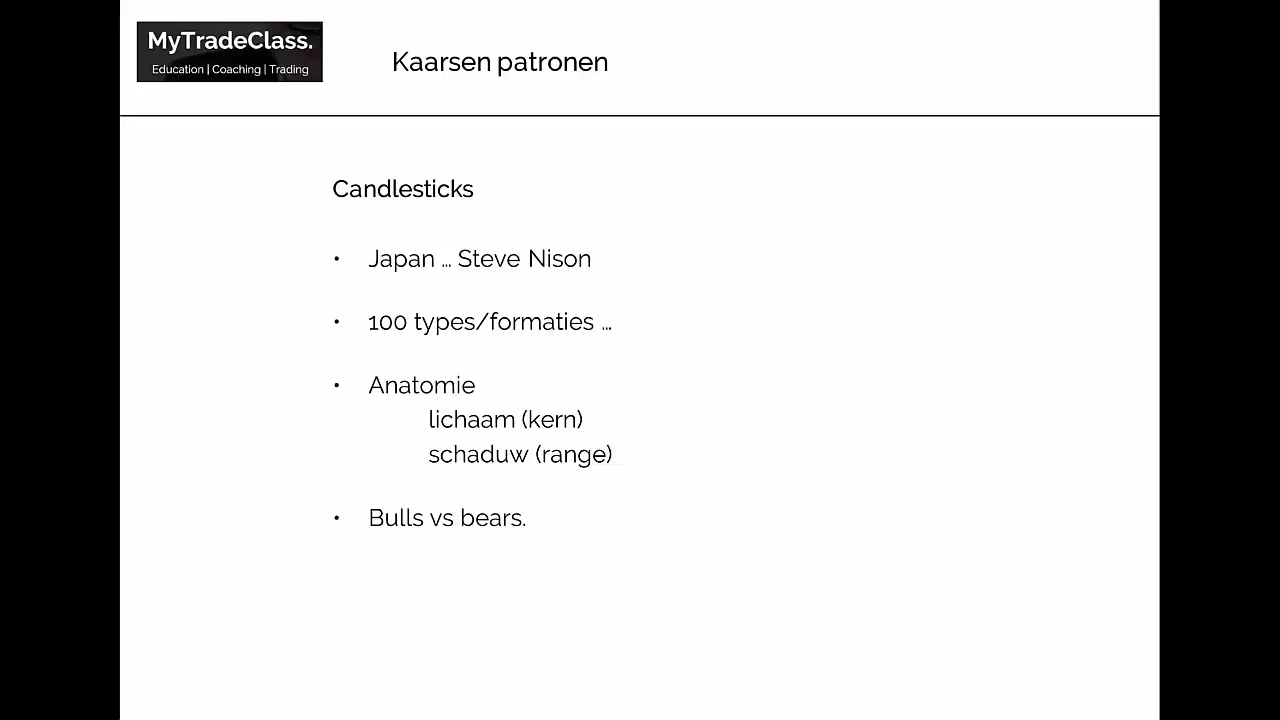 MyTradeClass.
Education | Coaching | Trading
Kaarsen patronen
Candlesticks
• Japan ... Steve Nison
• 100 types/formaties ...
• Anatomie
lichaam (kern)
schaduw (range)
• Bulls vs bears.